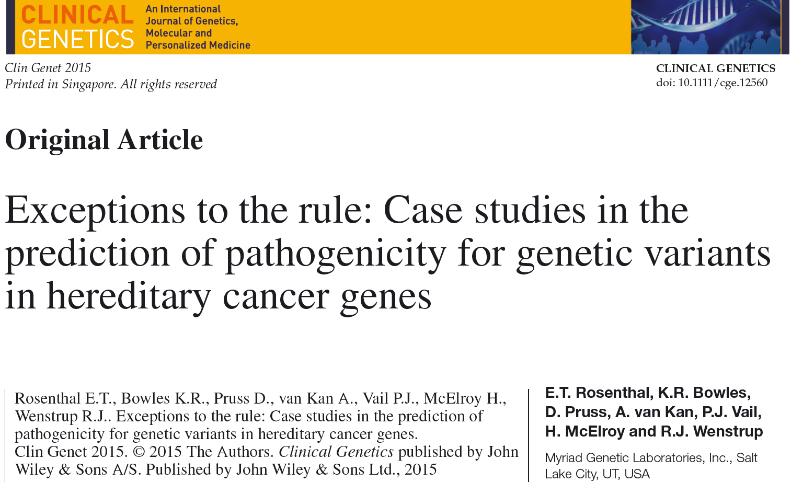 CLINICAL
GENETICS
An International
Journal of Genetics,
Molecular and
Personalized Medicine
Clin Genet 2015
Printed in Singapore. All rights reserved
CLINICAL GENETICS
doi: 10.1111/cge.12560
Original Article
Exceptions to the rule: Case studies in the
prediction of pathogenicity for genetic variants
in hereditary cancer genes
Rosenthal E.T., Bowles K.R., Pruss D., van Kan A., Vail P.J., McElroy H.,
Wenstrup R.J.. Exceptions to the rule: Case studies in the prediction of
pathogenicity for genetic variants in hereditary cancer genes.
Clin Genet 2015. © 2015 The Authors. Clinical Genetics published by John
Wiley & Sons A/S. Published by John Wiley & Sons Ltd., 2015
E.T. Rosenthal, K.R. Bowles,
D. Pruss, A. van Kan, P.J. Vail,
H. McElroy and R.J. Wenstrup
Myriad Genetic Laboratories, Inc., Salt
Lake City, UT, USA